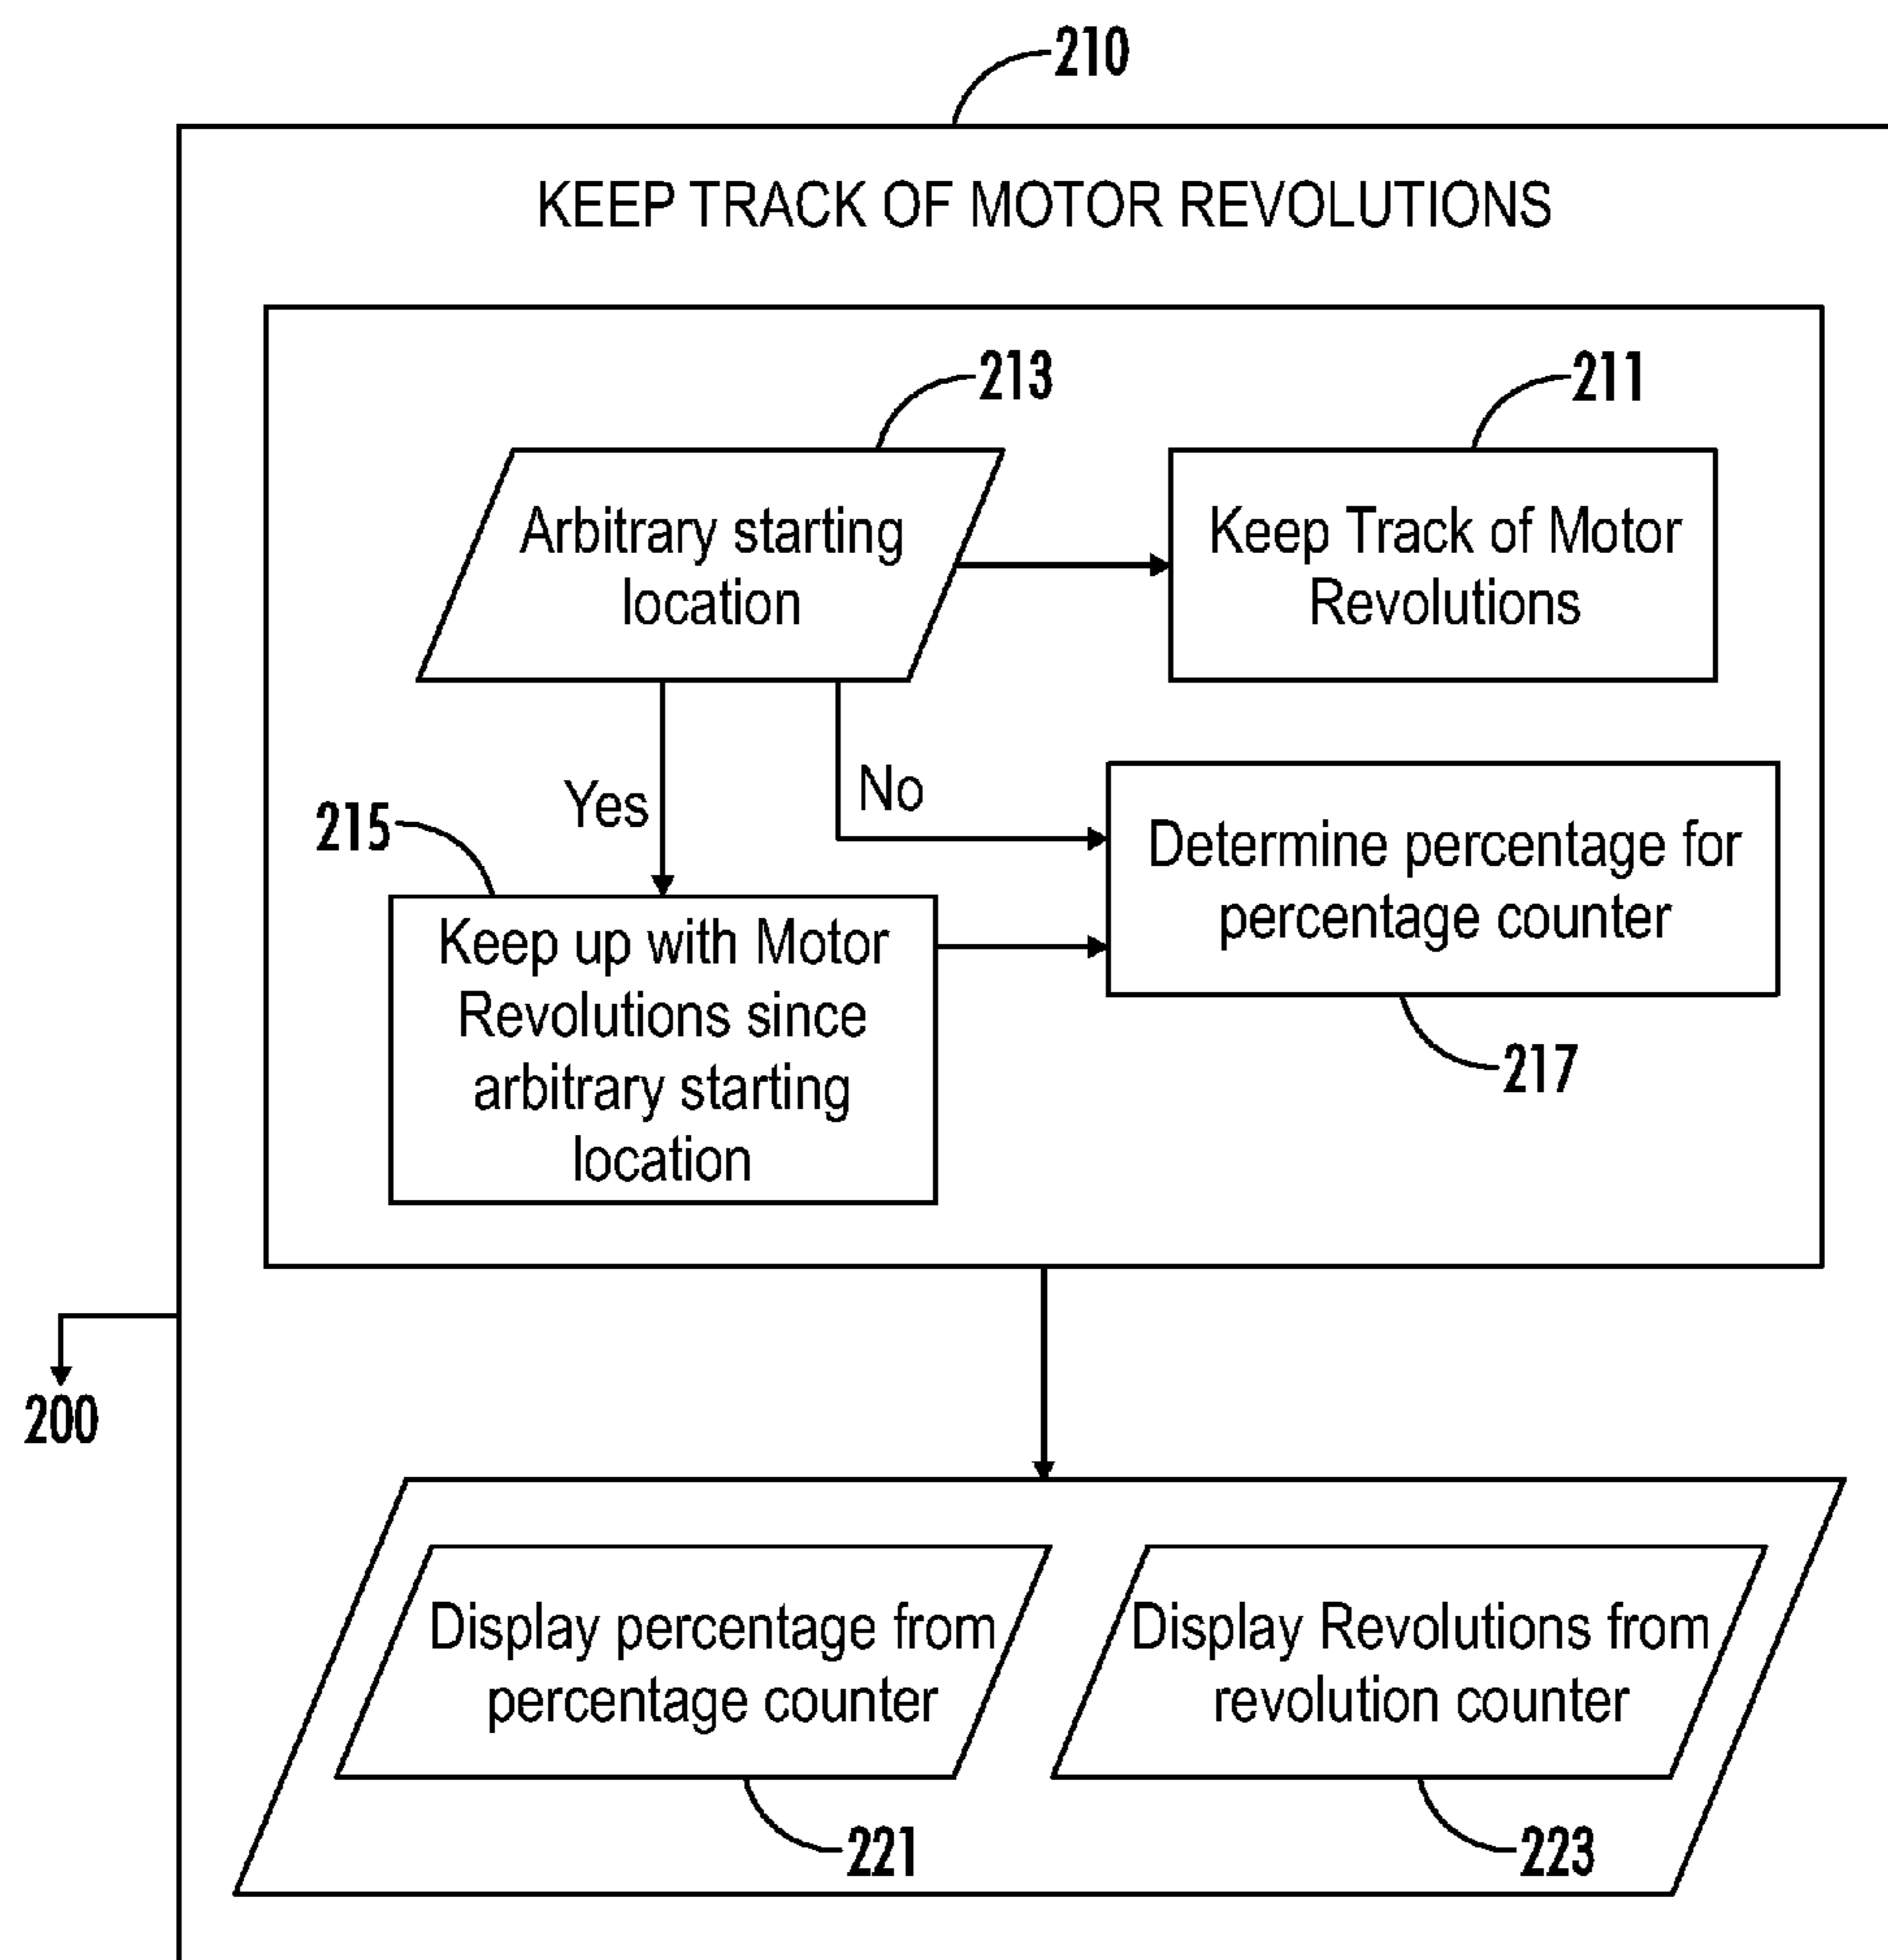 210
KEEP TRACK OF MOTOR REVOLUTIONS
213
211
Arbitrary starting
location
Keep Track of Motor
Revolutions
Yes
No
215
Determine percentage for
percentage counter
Keep up with Motor
Revolutions since
arbitrary starting
location
217
200
Display percentage from
percentage counter
Display Revolutions from
revolution counter
221
223